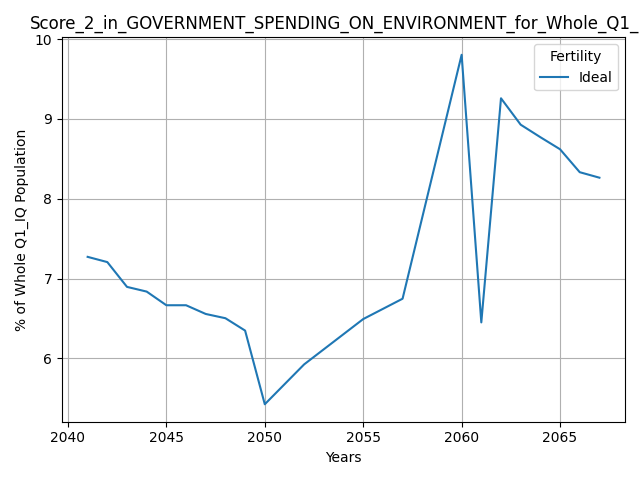 Score_2_in_GOVERNMENT_SPENDING_ON_ENVIRONMENT_for_Whole_Q1_
Fertility
Ideal
% of Whole Q1_IQ Population
10
9
8
7
6
2040 2045 2050 2055 2060 2065
Years